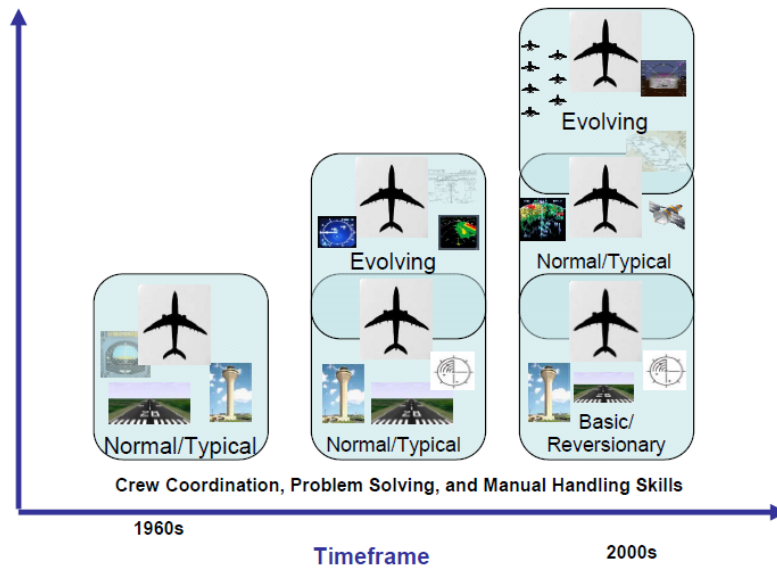 Evolving
Evolving
Normal/Typical
Normal/Typical
Normal/Typical
Basic/
Reversionary
Crew Coordination, Problem Solving, and Manual Handling Skills
1960s
Timeframe
2000s